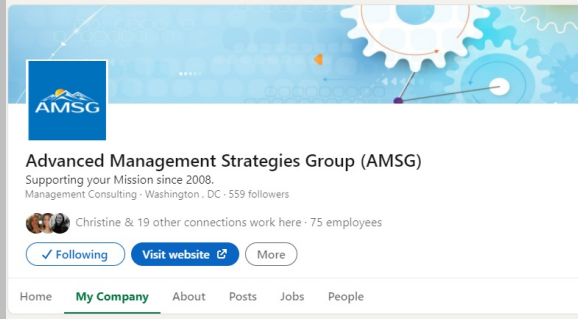 AMSG
Advanced Management Strategies Group (AMSG)
Supporting your Mission since 2008.
Management Consulting · Washington , DC · 559 followers
Christine & 19 other connections work here · 75 employees
✓ Following Visit website More
Home My Company About Posts Jobs People